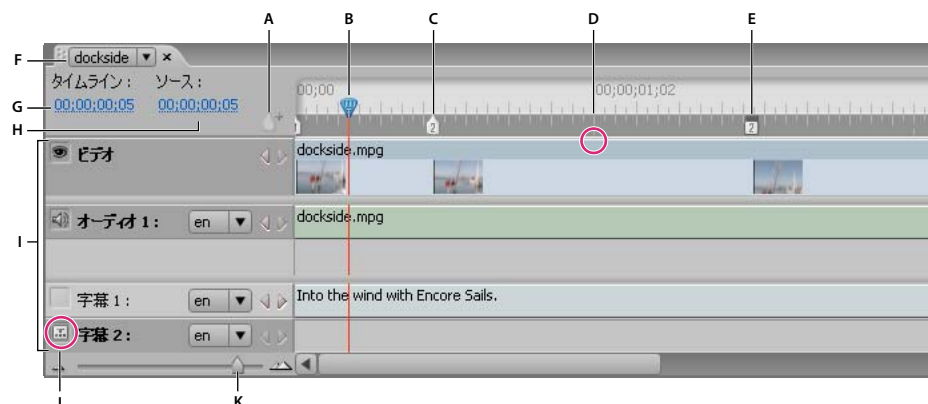 A B C D E
F dockside
タイムライン： ソース：
G 00;00;00;05 00;00;00;05
00;00 00;00;01;02
H
2 2
ビデオ dockside.mpg
I オーディオ 1： en dockside.mpg
字幕 1： en Into the wind with Encore Sails.
字幕 2： en
J K